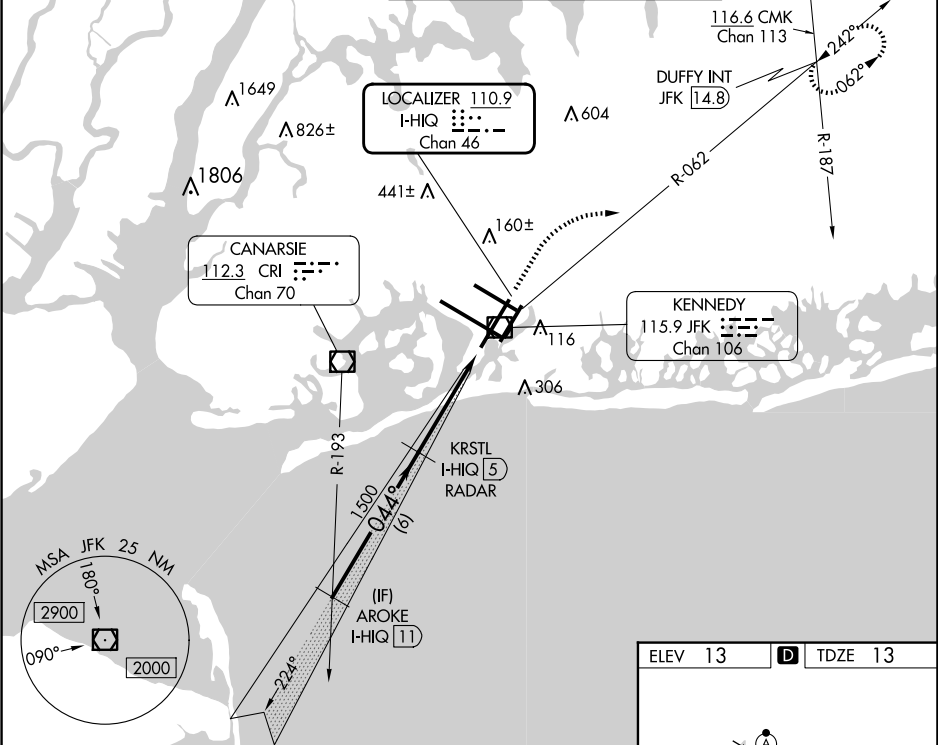 116.6 CMK
Chan 113
242°
062°
DUFFY INT
JFK 14.8
1649
826±
LOCALIZER 110.9
I-HIQ
Chan 46
604
R-187
R-062
1806
441±
160±
CANARSIE
112.3 CRI
Chan 70
KENNEDY
115.9 JFK
Chan 106
116
306
R-193
KRSTL
I-HIQ 5
RADAR
1500
044°
(6)
MSA JFK 25 NM
180°
2900
090°
2000
(IF)
AROKE
I-HIQ 11
224°
ELEV 13 D TDZE 13
A